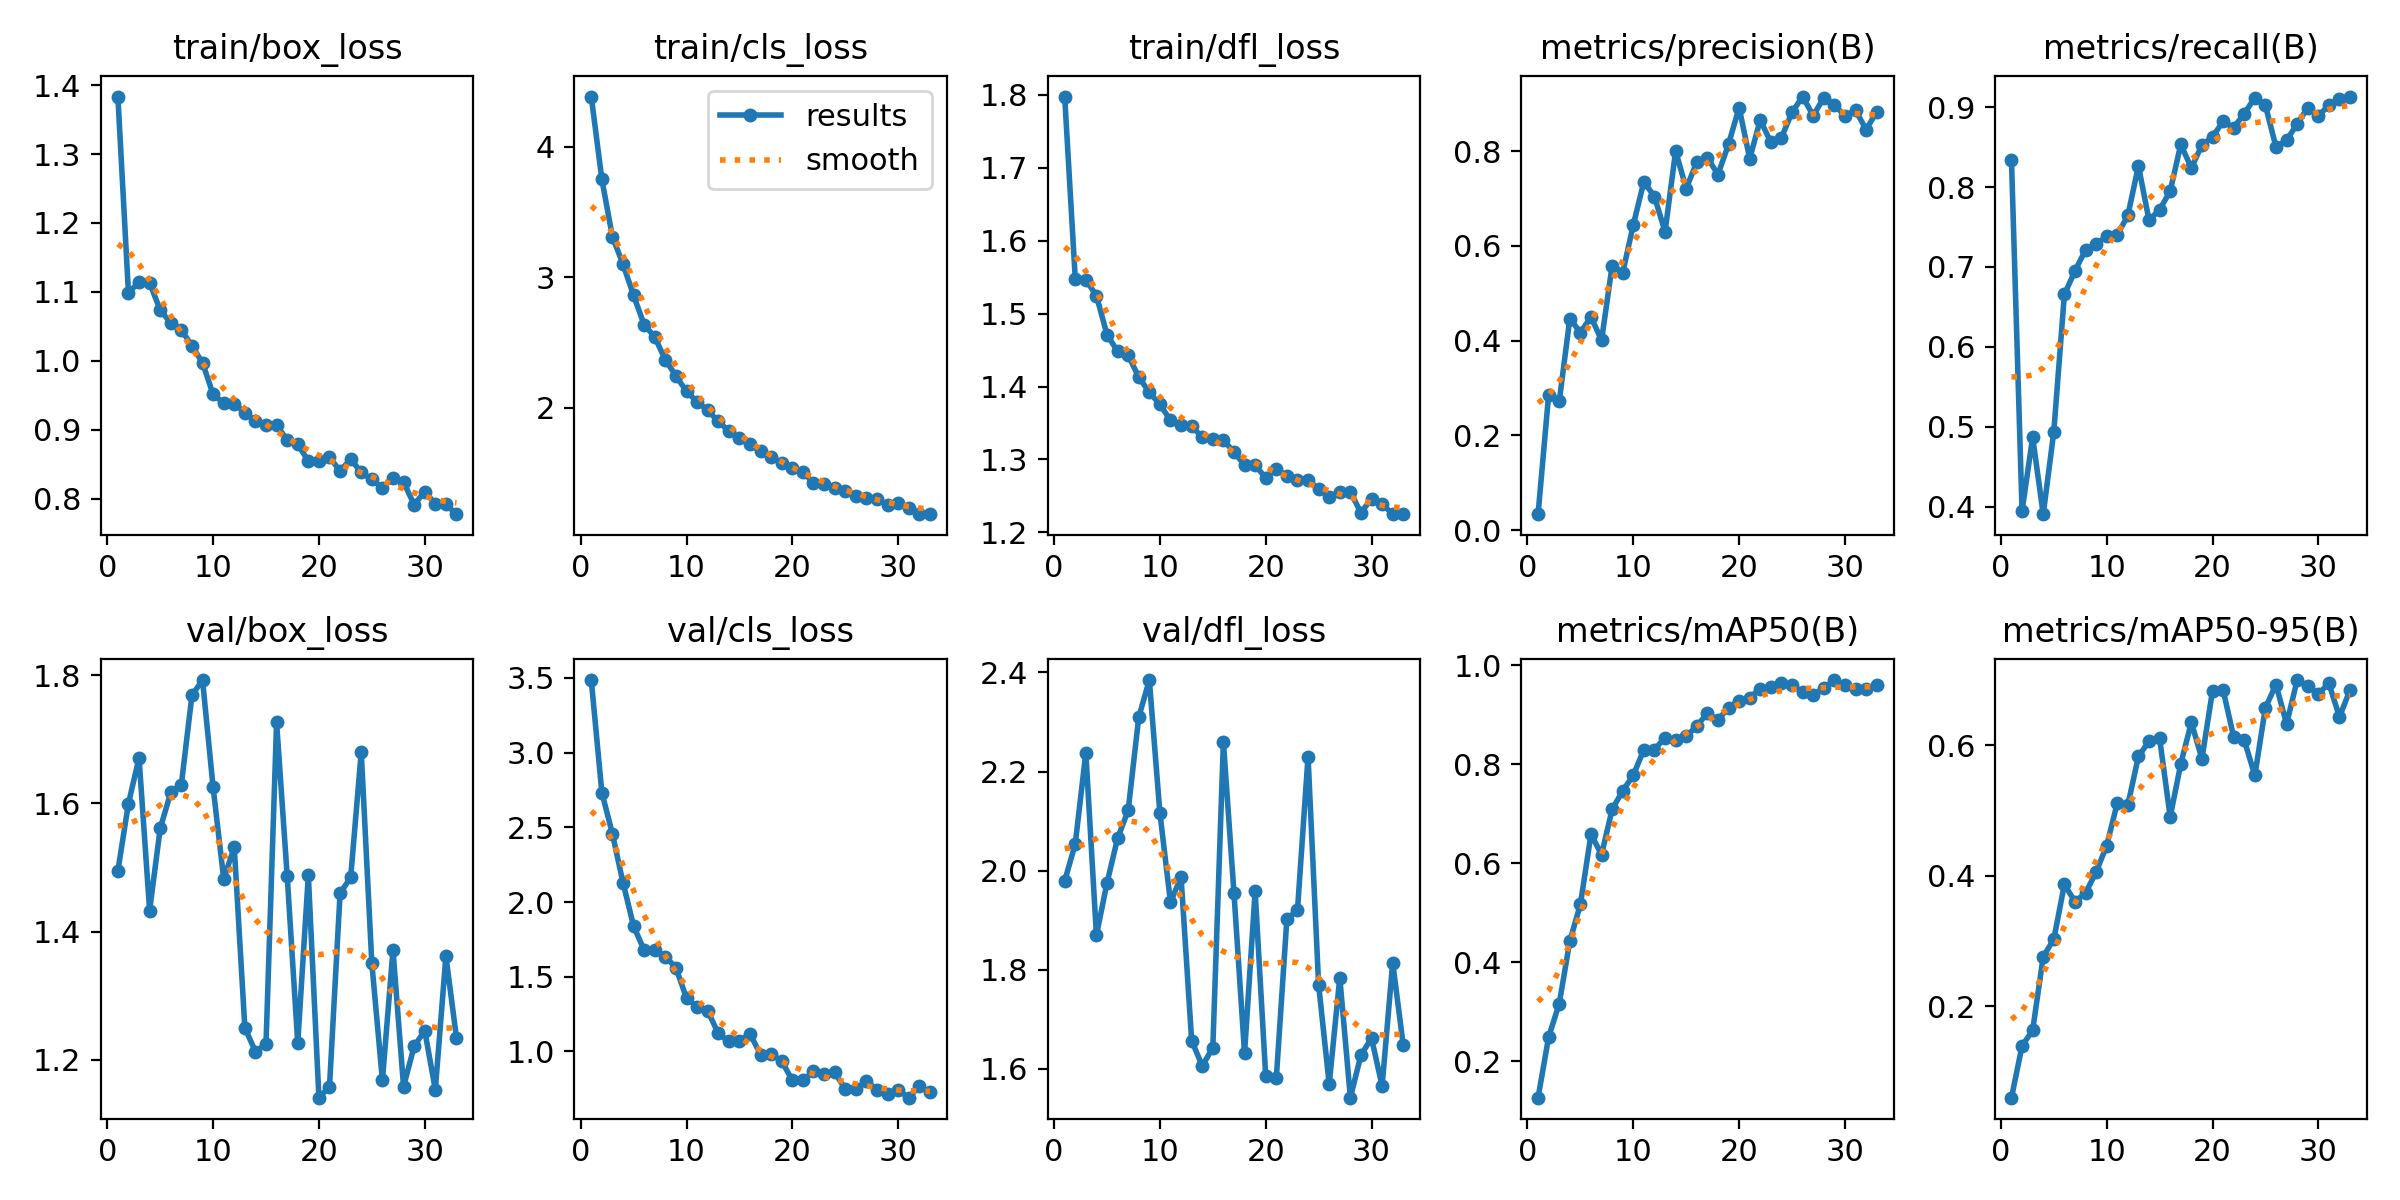 train/box_loss
1.4
1.3
1.2
1.1
1.0
0.9
0.8
0 10 20 30
train/cls_loss
results
smooth
4
3
2
0 10 20 30
train/dfl_loss
1.8
1.7
1.6
1.5
1.4
1.3
1.2
0 10 20 30
metrics/precision(B)
0.8
0.6
0.4
0.2
0.0
0 10 20 30
metrics/recall(B)
0.9
0.8
0.7
0.6
0.5
0.4
0 10 20 30
val/box_loss
1.8
1.6
1.4
1.2
0 10 20 30
val/cls_loss
3.5
3.0
2.5
2.0
1.5
1.0
0 10 20 30
val/dfl_loss
2.4
2.2
2.0
1.8
1.6
0 10 20 30
metrics/mAP50(B)
1.0
0.8
0.6
0.4
0.2
0 10 20 30
metrics/mAP50-95(B)
0.6
0.4
0.2
0 10 20 30